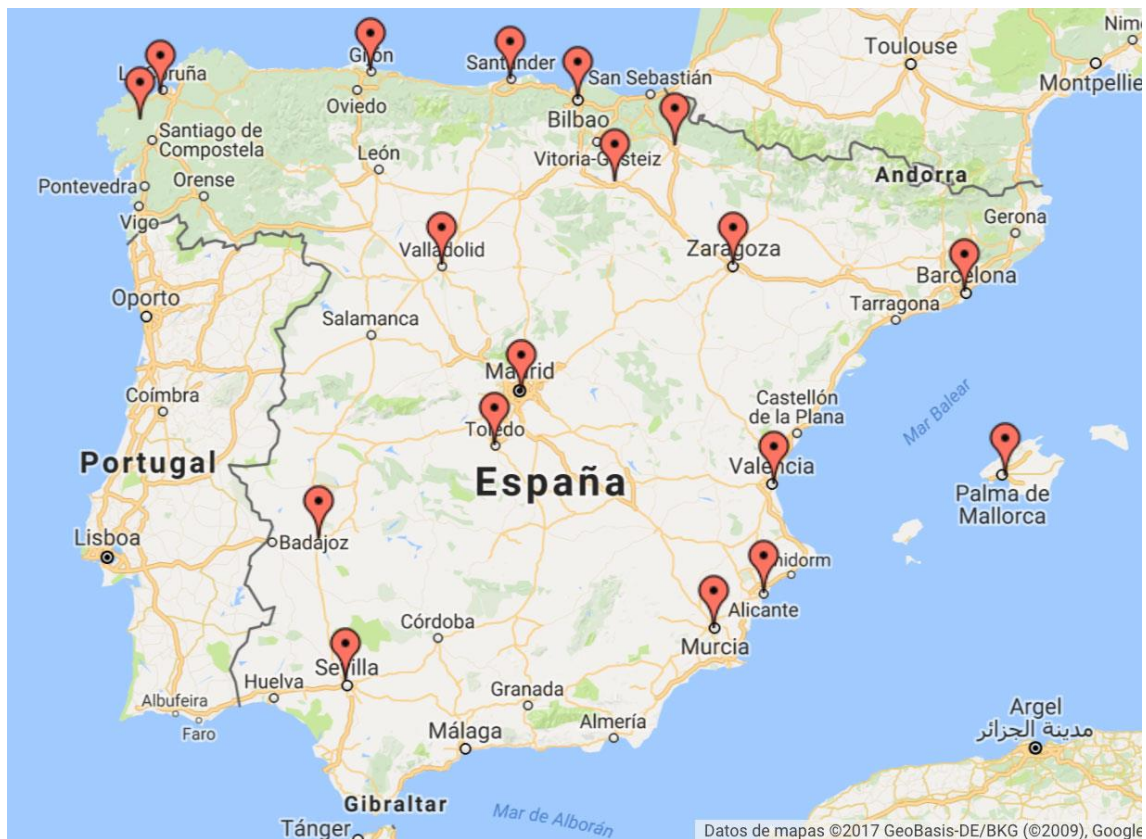 Toulouse
Nim
Montpellier
Gijón
La Coruña
Santander
San Sebastián
Oviedo
Bilbao
Santiago de
Compostela
León
Vitoria-Gasteiz
Andorra
Pontevedra
Orense
Vigo
Gerona
Valladolid
Zaragoza
Barcelona
Oporto
Tarragona
Salamanca
Madrid
Coímbra
Castellón
de la Plana
Mar Balear
Toledo
Portugal
España
Valencia
Palma de
Mallorca
Lisboa
Badajoz
nidorm
Alicante
Córdoba
Murcia
Sevilla
Huelva
Granada
Albufeira
Faro
Málaga
Almería
Argel
مدينة الجزائر
Gibraltar
Mar de Alborán
Tánger
Datos de mapas ©2017 GeoBasis-DE/BKG (©2009), Google